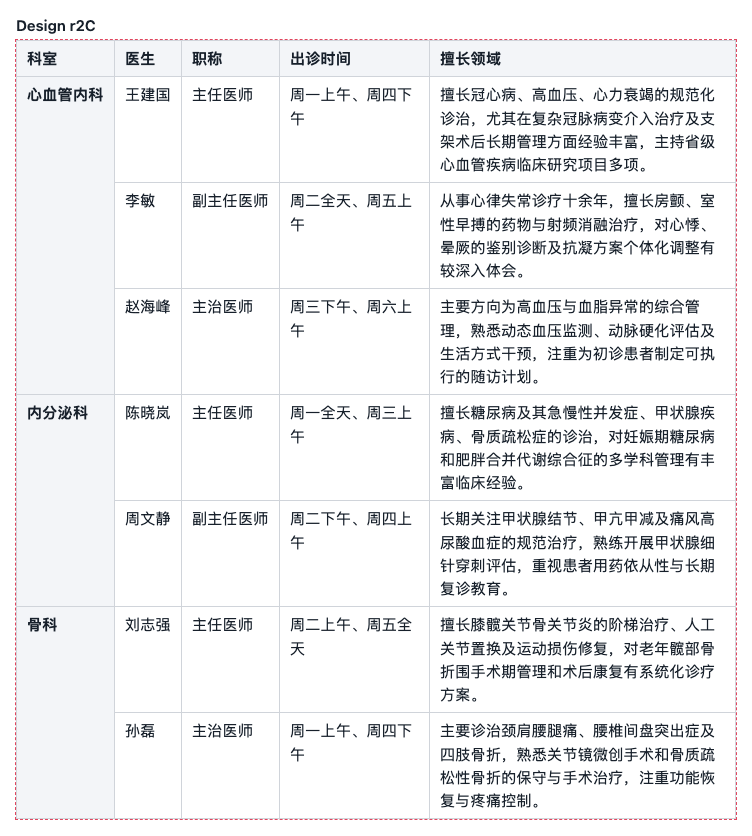 Design r2C
科室 医生 职称 出诊时间 擅长领域
心血管内科 王建国 主任医师 周一上午、周四下午 擅长冠心病、高血压、心力衰竭的规范化
诊治，尤其在复杂冠脉病变介入治疗及支
架术后长期管理方面经验丰富，主持省级
心血管疾病临床研究项目多项。
李敏 副主任医师 周二全天、周五上午 从事心律失常诊疗十余年，擅长房颤、室
性早搏的药物与射频消融治疗，对心悸、
晕厥的鉴别诊断及抗凝方案个体化调整有
较深入体会。
赵海峰 主治医师 周三下午、周六上午 主要方向为高血压与血脂异常的综合管
理，熟悉动态血压监测、动脉硬化评估及
生活方式干预，注重为初诊患者制定可执
行的随访计划。
内分泌科 陈晓岚 主任医师 周一全天、周三上午 擅长糖尿病及其急慢性并发症、甲状腺疾
病、骨质疏松症的诊治，对妊娠期糖尿病
和肥胖合并代谢综合征的多学科管理有丰
富临床经验。
周文静 副主任医师 周二下午、周四上午 长期关注甲状腺结节、甲亢甲减及痛风高
尿酸血症的规范治疗，熟练开展甲状腺细
针穿刺评估，重视患者用药依从性与长期
复诊教育。
骨科 刘志强 主任医师 周二上午、周五全天 擅长膝髋关节骨关节炎的阶梯治疗、人工
关节置换及运动损伤修复，对老年髋部骨
折围手术期管理和术后康复有系统化诊疗
方案。
孙磊 主治医师 周一上午、周四下午 主要诊治颈肩腰腿痛、腰椎间盘突出症及
四肢骨折，熟悉关节镜微创手术和骨质疏
松性骨折的保守与手术治疗，注重功能恢
复与疼痛控制。